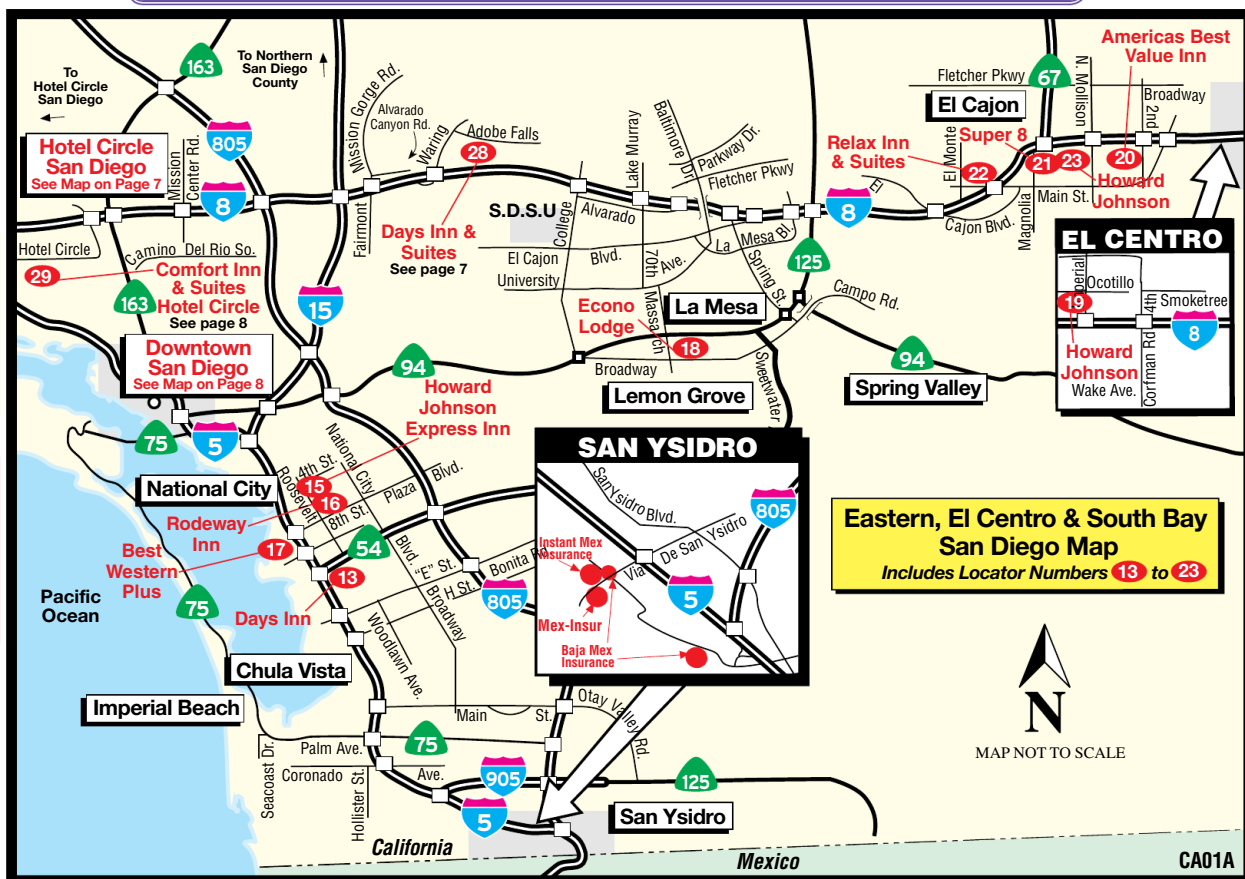 163
To Northern
San Diego
County
To
Hotel Circle
San Diego
Hotel Circle
San Diego
See Map on Page 7
805
Mission
Center Rd.
8
Mission Gorge Rd.
Alvarado
Canyon Rd.
Waring
Adobe Falls
28
Fairmont
Days Inn &
Suites
See page 7
S.D.S.U
College
Alvarado
Lake Murray
Baltimore Dr.
Parkway Dr.
Fletcher Pkwy
El Cajon
Blvd.
University
Ave.
70th
La Mesa Bl.
Spring St.
8
125
El
Cajon Blvd.
Relax Inn
& Suites
El Monte
22
Super 8
21
23
Howard
Johnson
20
Americas Best
Value Inn
Fletcher Pkwy
67
El Cajon
N. Mollison
Broadway
2nd
Magnolia
Main St.
Hotel Circle
29
Camino
Del Rio So.
Comfort Inn
& Suites
Hotel Circle
See page 8
163
15
Downtown
San Diego
See Map on Page 8
94
Econo
Lodge
18
Massach
La Mesa
Campo Rd.
Broadway
Lemon Grove
Sweetwater
94
Spring Valley
EL CENTRO
Imperial
Ocotillo
19
4th
Smoketree
8
Howard
Johnson
Corfman Rd
Wake Ave.
75
5
National City
Howard
Johnson
Express Inn
4th St.
15
16
Roosevelt
National City
Blvd.
8th St.
Plaza
Blvd.
Rodeway
Inn
17
Best
Western
Plus
54
13
Days Inn
"E" St.
Bonita Rd
H St.
Broadway
Woodlawn Ave.
805
Pacific
Ocean
75
Chula Vista
Imperial Beach
SAN YSIDRO
San Ysidro
Blvd.
805
Instant Mex
Insurance
Via
De San Ysidro
5
Mex-Insur
Baja Mex
Insurance
Eastern, El Centro & South Bay
San Diego Map
Includes Locator Numbers 13 to 23
N
MAP NOT TO SCALE
Main
St.
Otay Valley
Rd.
Palm Ave.
75
Seacoast Dr.
Coronado
Ave.
Hollister St.
905
125
5
San Ysidro
California
Mexico
CA01A